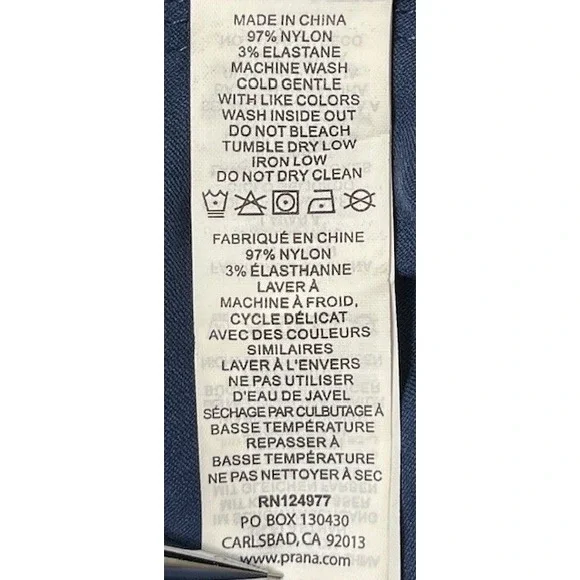 MADE IN CHINA
97% NYLON
3% ELASTANE
MACHINE WASH
COLD GENTLE
WITH LIKE COLORS
WASH INSIDE OUT
DO NOT BLEACH
TUMBLE DRY LOW
IRON LOW
DO NOT DRY CLEAN
FABRIQUÉ EN CHINE
97% NYLON
3% ÉLASTHANNE
LAVER À
MACHINE À FROID,
CYCLE DÉLICAT
AVEC DES COULEURS
SIMILAIRES
LAVER À L'ENVERS
NE PAS UTILISER
D'EAU DE JAVEL
SÉCHAGE PAR CULBUTAGE À
BASSE TEMPÉRATURE
REPASSER À
BASSE TEMPÉRATURE
NE PAS NETTOYER À SEC
RN124977
PO BOX 130430
CARLSBAD, CA 92013
www.prana.com